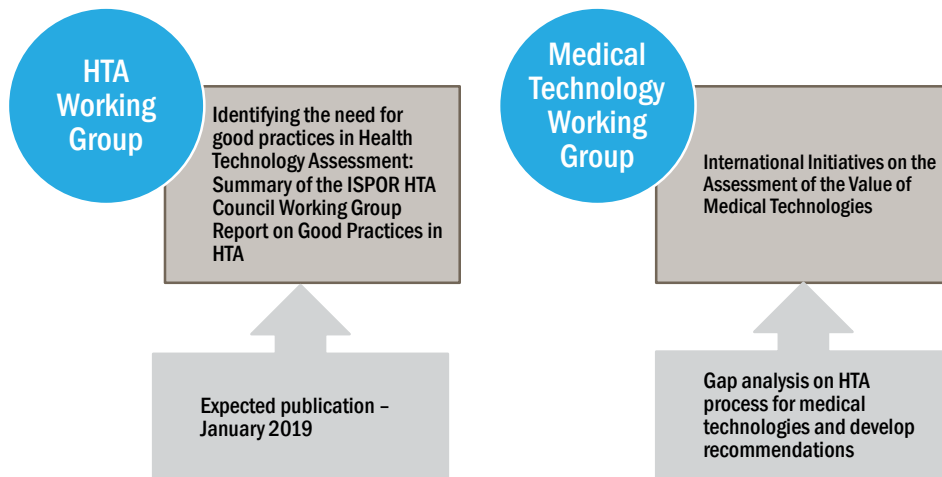 HTA
Working
Group
Identifying the need for
good practices in Health
Technology Assessment:
Summary of the ISPOR HTA
Council Working Group
Report on Good Practices in
HTA
Expected publication –
January 2019
Medical
Technology
Working
Group
International Initiatives on the
Assessment of the Value of
Medical Technologies
Gap analysis on HTA
process for medical
technologies and develop
recommendations